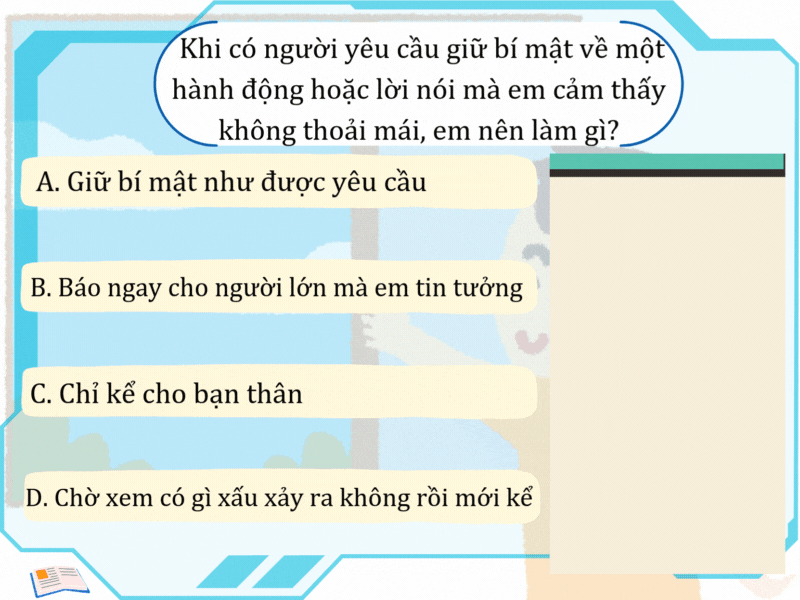 Khi có người yêu cầu giữ bí mật về một
hành động hoặc lời nói mà em cảm thấy
không thoải mái, em nên làm gì?
A. Giữ bí mật như được yêu cầu
B. Báo ngay cho người lớn mà em tin tưởng
C. Chỉ kể cho bạn thân
D. Chờ xem có gì xấu xảy ra không rồi mới kể